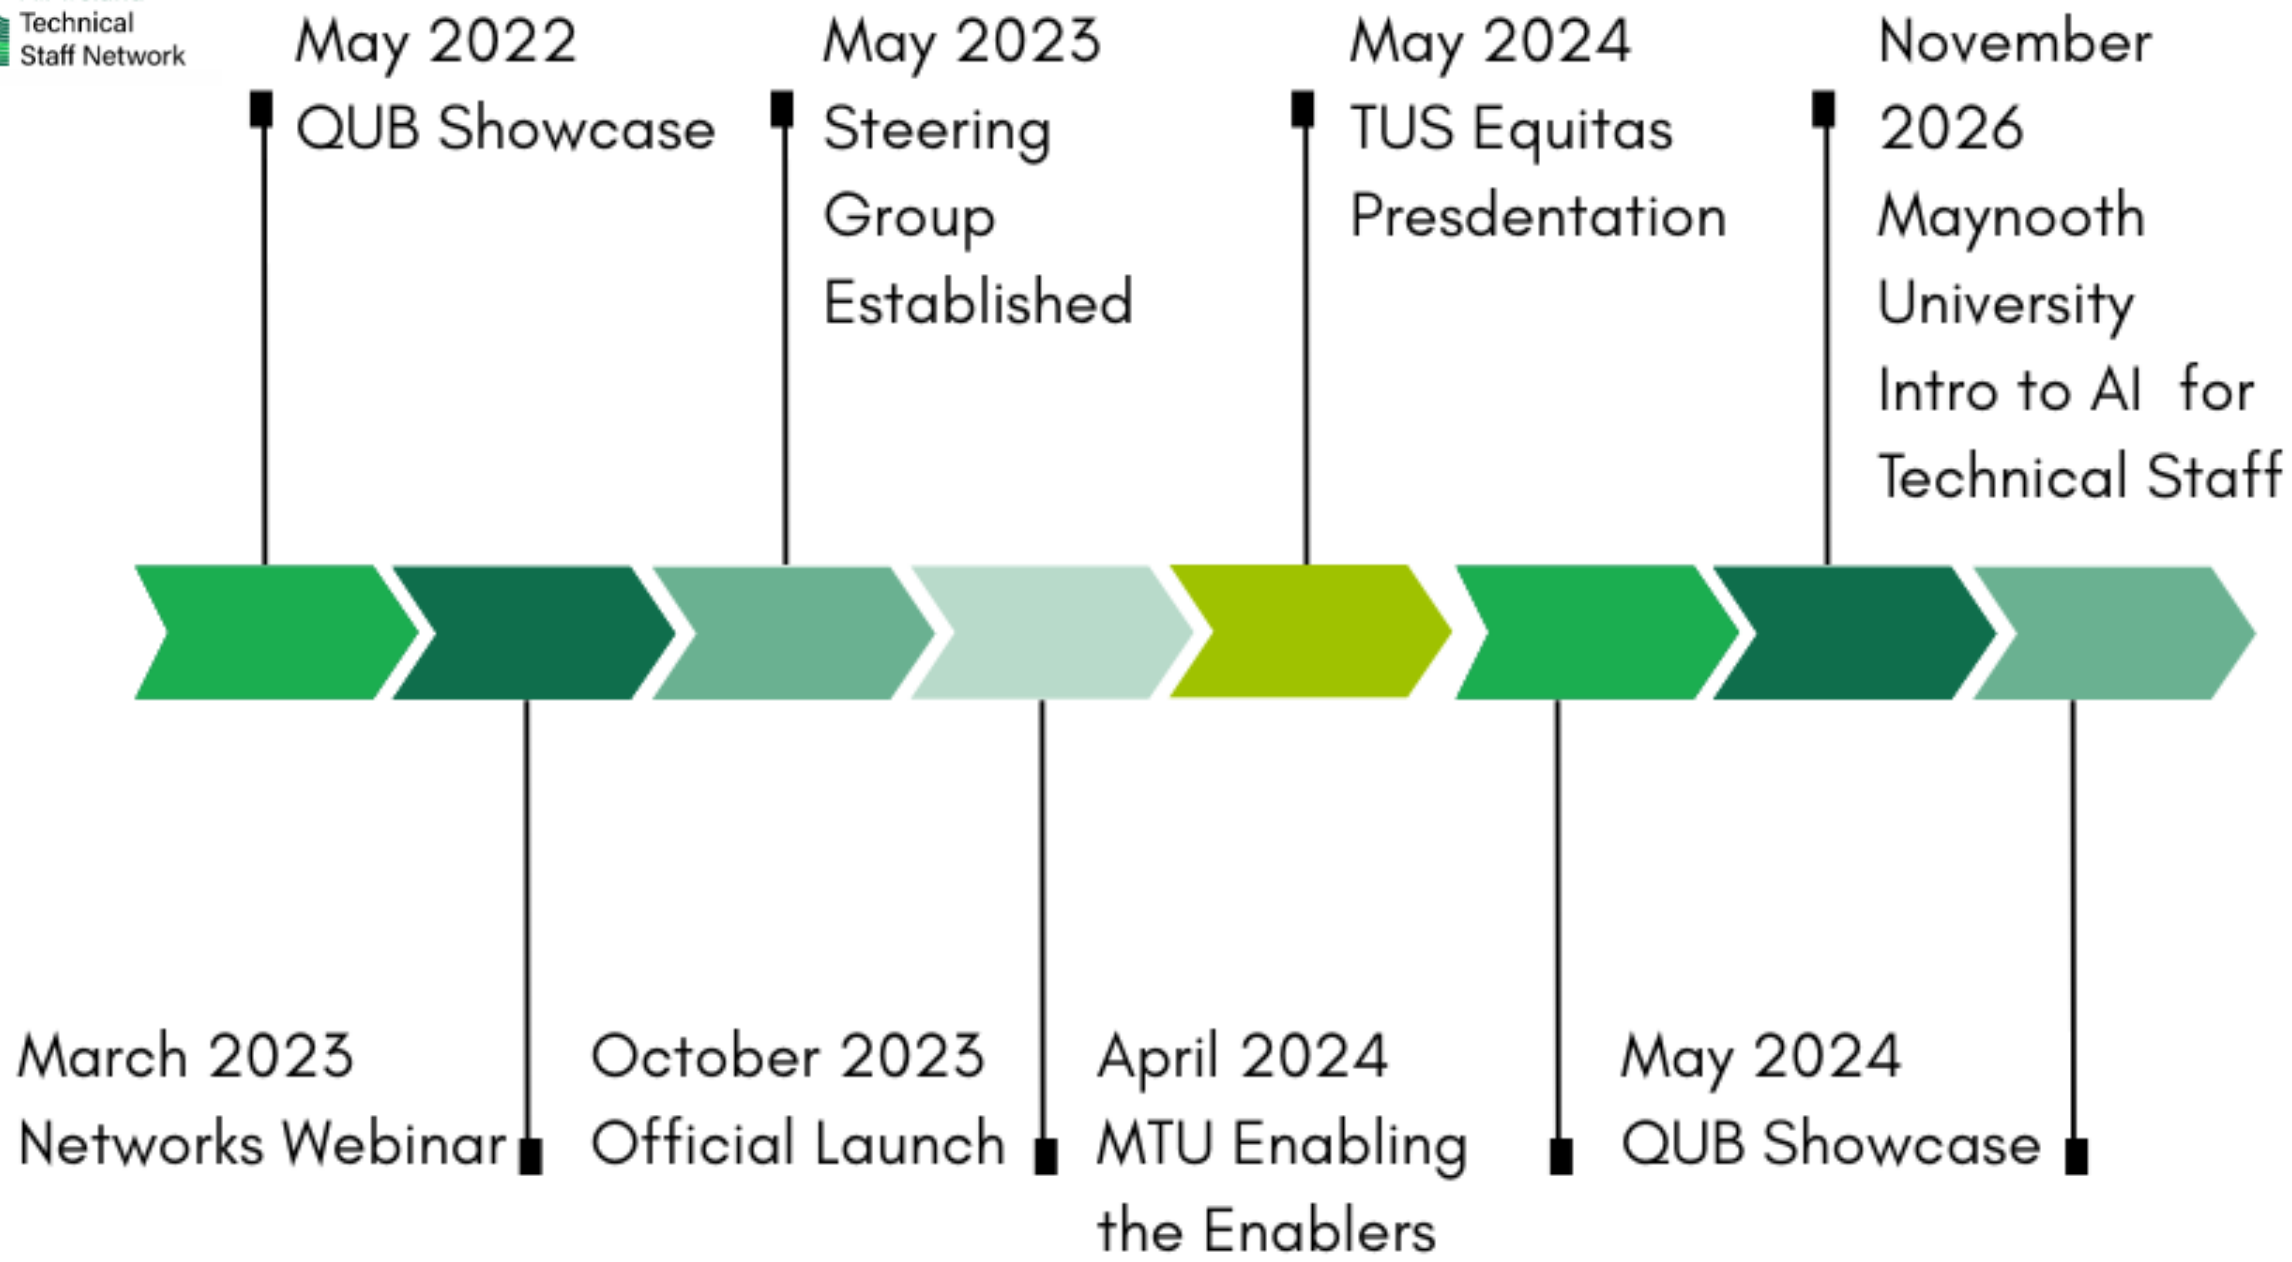 Technical
Staff Network
May 2022
QUB Showcase
May 2023
Steering
Group
Established
May 2024
TUS Equitas
Presdentation
November
2026
Maynooth
University
Intro to AI for
Technical Staff
March 2023
Networks Webinar
October 2023
Official Launch
April 2024
MTU Enabling
the Enablers
May 2024
QUB Showcase